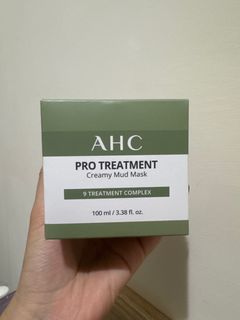 AHC
PRO TREATMENT
Creamy Mud Mask
9 TREATMENT COMPLEX
100 ml / 3.38 fl. oz.